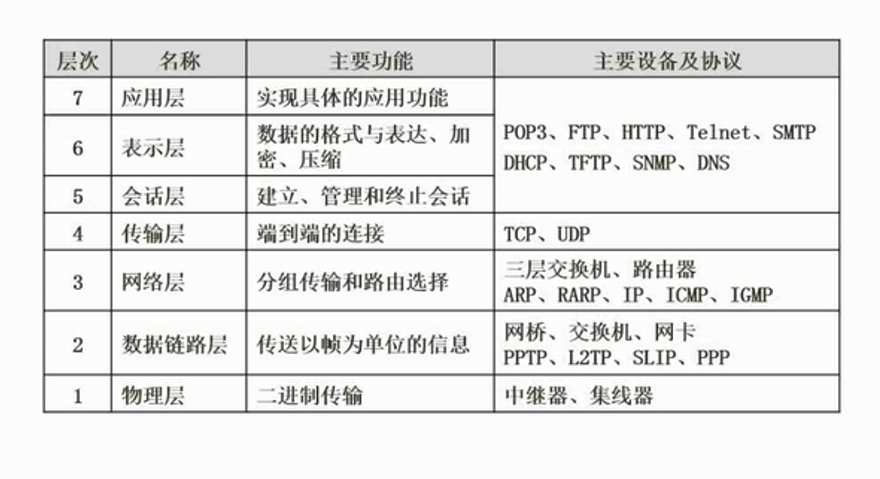 层次 名称 主要功能 主要设备及协议
7 应用层 实现具体的应用功能
POP3、FTP、HTTP、Telnet、SMTP
DHCP、TFTP、SNMP、DNS
6 表示层 数据的格式与表达、加
密、压缩
5 会话层 建立、管理和终止会话
4 传输层 端到端的连接 TCP、UDP
3 网络层 分组传输和路由选择 三层交换机、路由器
ARP、RARP、IP、ICMP、IGMP
2 数据链路层 传送以帧为单位的信息 网桥、交换机、网卡
PPTP、L2TP、SLIP、PPP
1 物理层 二进制传输 中继器、集线器